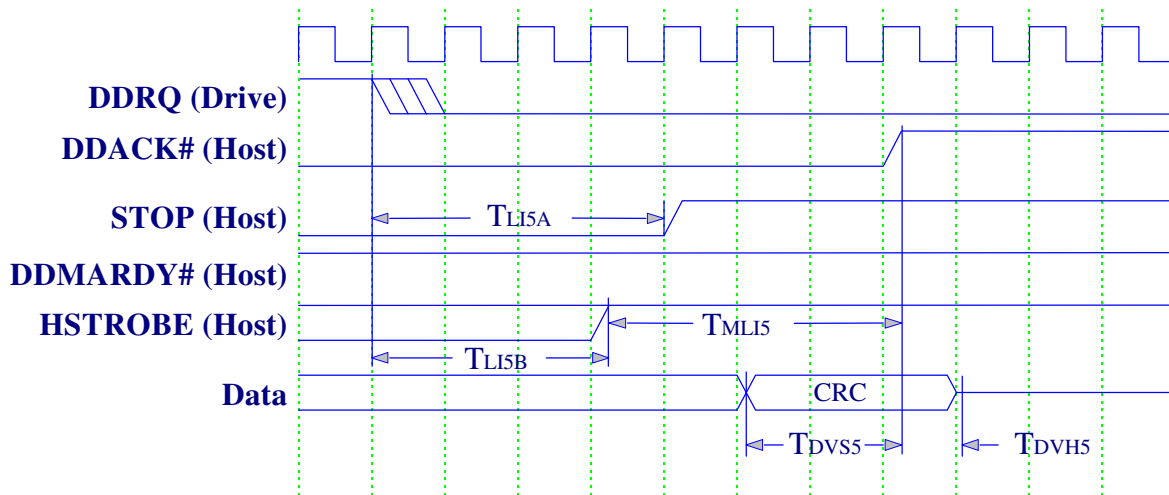 DDRQ (Drive)
DDACK# (Host)
STOP (Host)
TLI5A
DDMARDY# (Host)
HSTROBE (Host)
TMLI5
TLI5B
Data
CRC
TDVS5
TDVH5